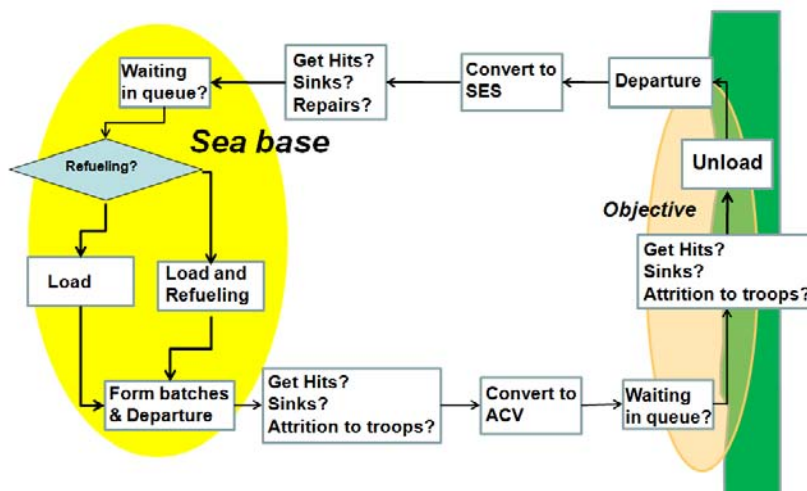 Waiting
in queue?
Get Hits?
Sinks?
Repairs?
Convert to
SES
Departure
Sea base
Refueling?
Unload
Objective
Load
Load and
Refueling
Get Hits?
Sinks?
Attrition to troops?
Form batches
& Departure
Get Hits?
Sinks?
Attrition to troops?
Convert to
ACV
Waiting
in queue?